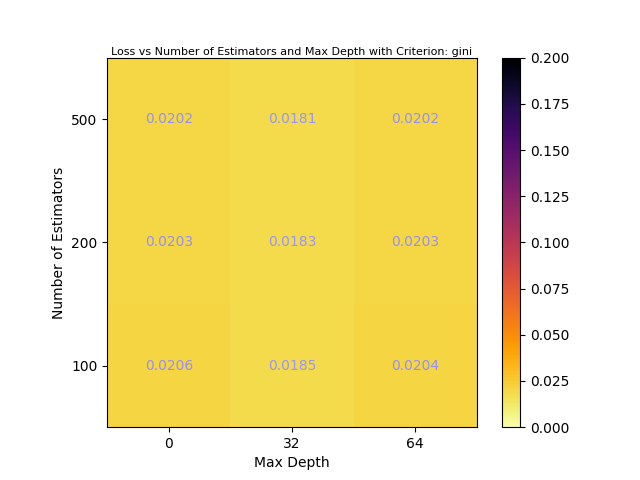 Loss vs Number of Estimators and Max Depth with Criterion: gini
Number of Estimators
500
200
100
0.0202 0.0181 0.0202
0.0203 0.0183 0.0203
0.0206 0.0185 0.0204
0 32 64
Max Depth
0.200
0.175
0.150
0.125
0.100
0.075
0.050
0.025
0.000